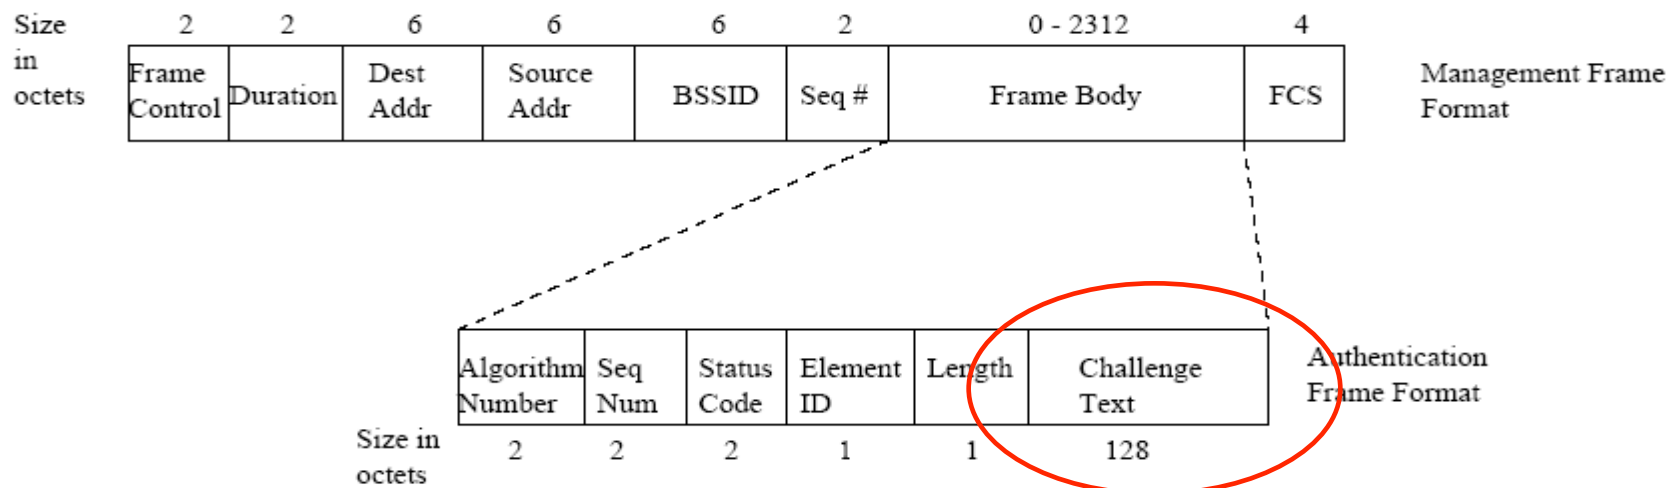 Size in octets
2 2 6 6 6 2 0 - 2312 4
Frame Control
Duration
Dest Addr
Source Addr
BSSID
Seq #
Frame Body
FCS
Management Frame Format
Algorithm Number
Seq Num
Status Code
Element ID
Length
Challenge Text
Authentication Frame Format
Size in octets
2 2 2 1 1 128